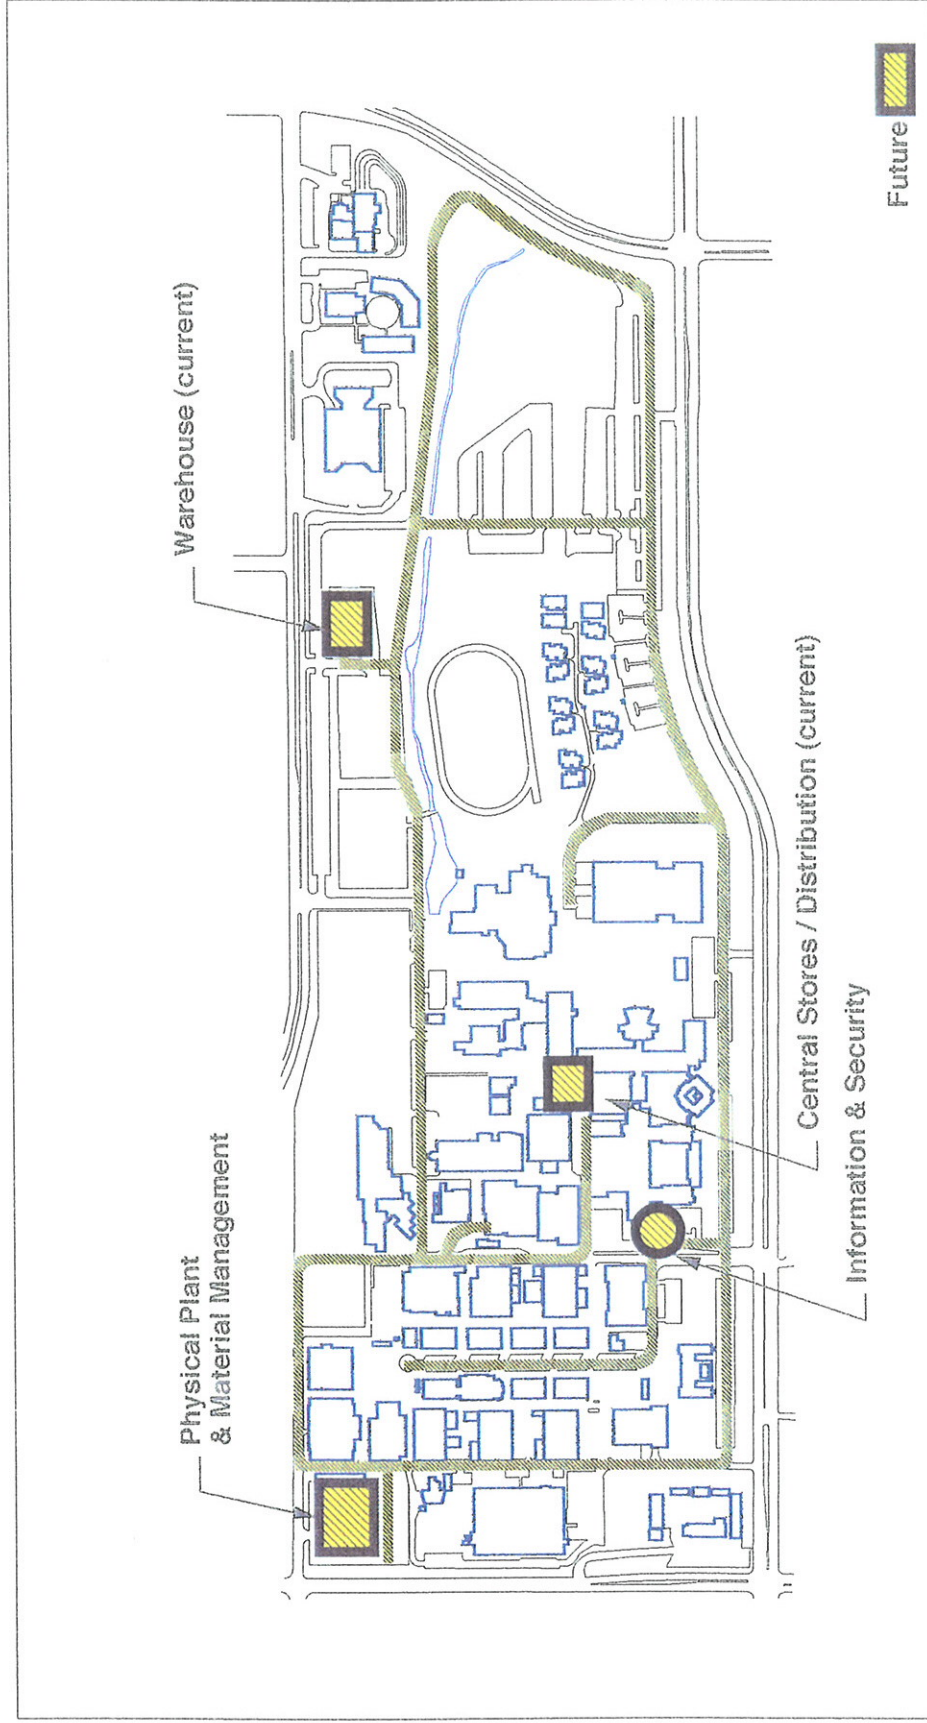 Physical Plant
& Material Management
Warehouse (current)
Central Stores / Distribution (current)
Information & Security
Future